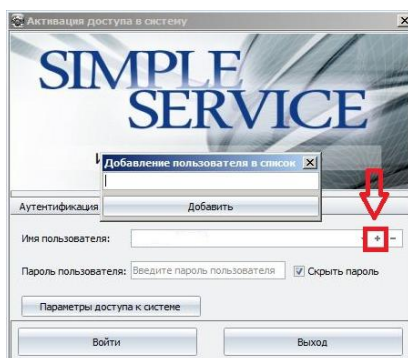 Активация доступа в систему
SIMPLE
SERVICE
Добавление пользователя в список
Добавить
Аутентификация
Имя пользователя:
+ -
Пароль пользователя: Введите пароль пользователя Скрыть пароль
Параметры доступа к системе
Войти Выход